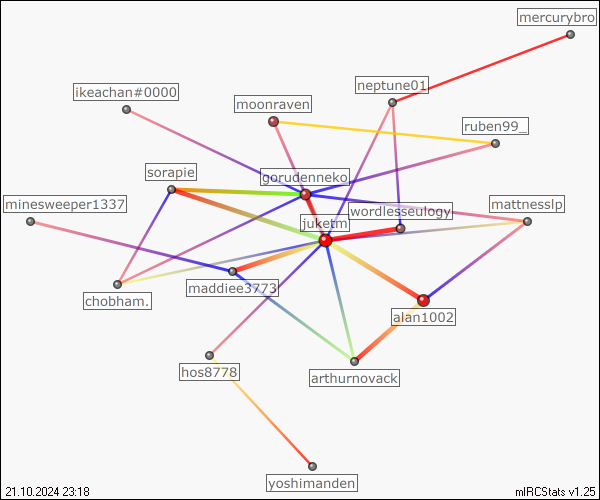 mercurybro
neptune01
ikeachan#0000
moonraven
ruben99_
sorapie
gorudenneko
minesweeper1337
wordlesseulogy
mattnesslp
juketm
maddiee3773
chobham.
alan1002
hos8778
arthurnovack
yoshimanden
21.10.2024 23:18
mIRCStats v1.25